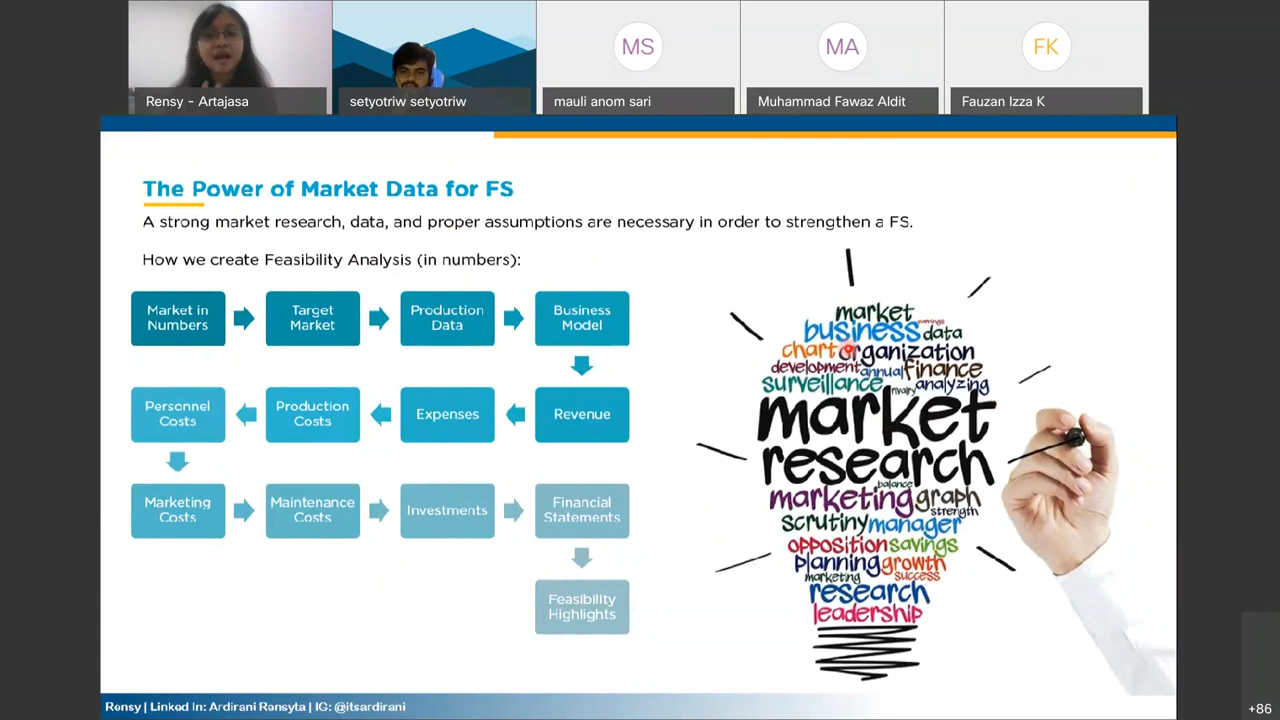 MS
MA
FK
Rensy - Artajasa
setyotriw setyotriw
mauli anom sari
Muhammad Fawaz Aldit
Fauzan Izza K
The Power of Market Data for FS
A strong market research, data, and proper assumptions are necessary in order to strengthen a FS.
How we create Feasibility Analysis (in numbers):
Market in
Numbers
Target
Market
Production
Data
Business
Model
Personnel
Costs
Production
Costs
Expenses
Revenue
Marketing
Costs
Maintenance
Costs
Investments
Financial
Statements
Feasibility
Highlights
market
business earnings data
chart organization
development annual finance
surveillance rivalry analyzing
market
research
balance
marketing graph
strength
scrutiny manager
opposition savings
planning growth
marketing success
research
leadership
Rensy | Linked In: Ardirani Rensyta | IG: @itsardirani
+86